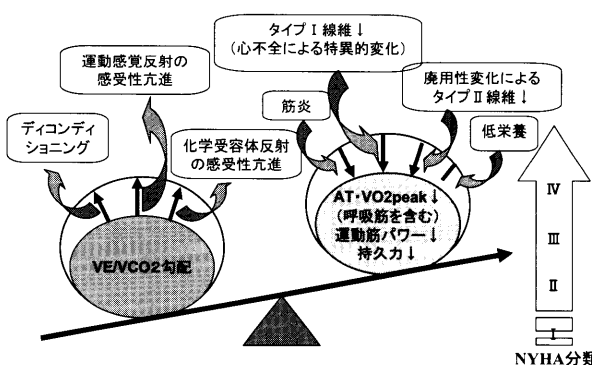 タイプⅠ線維↓
(心不全による特異的変化)
運動感覚反射の
感受性亢進
廃用性変化による
タイプⅡ線維↓
筋炎
ディコンディ
ショニング
化学受容体反射
の感受性亢進
低栄養
AT・VO2peak↓
(呼吸筋を含む)
運動筋パワー↓
持久力↓
VE/VCO2勾配
Ⅳ
Ⅲ
Ⅱ
Ⅰ
NYHA分類